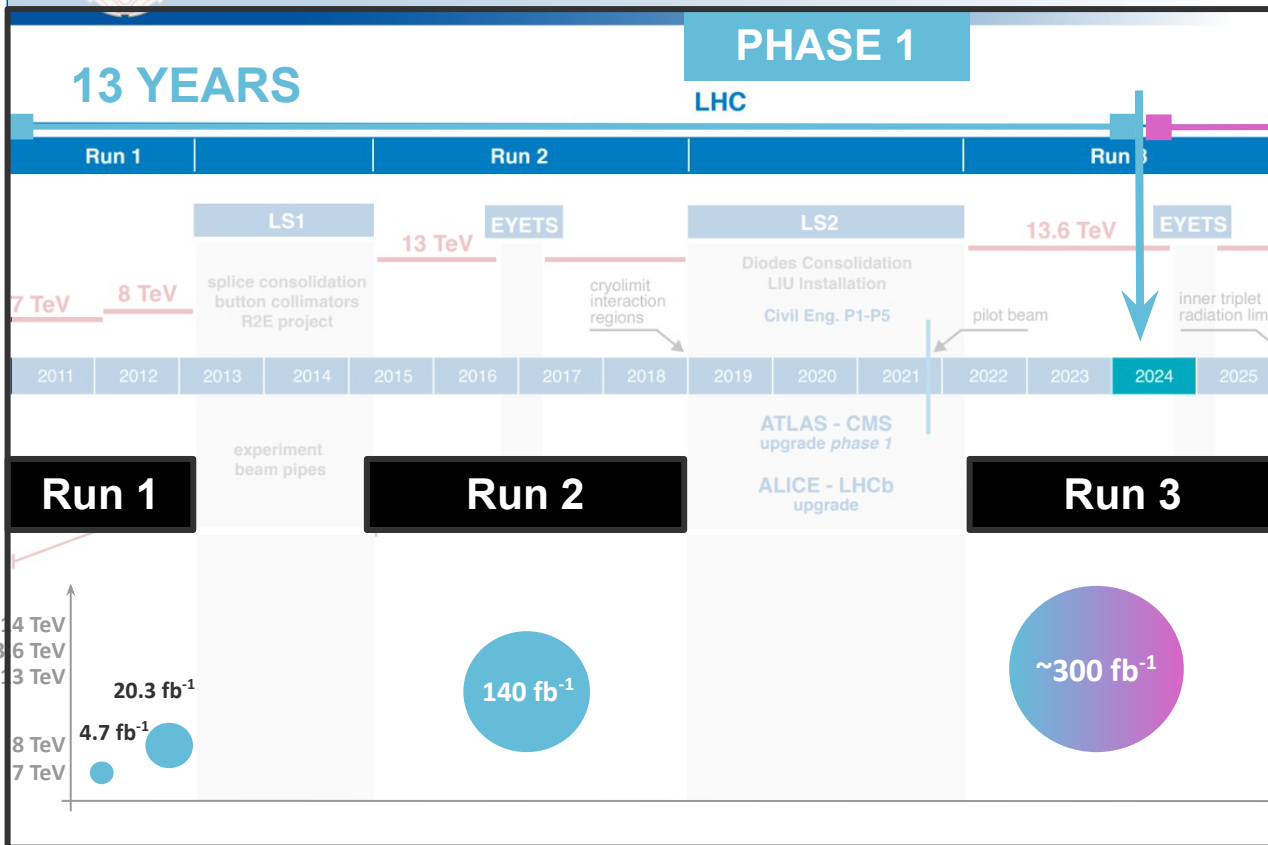 PHASE 1
13 YEARS
LHC
Run 1
Run 2
Run 3
LS1
EYETS
LS2
EYETS
13 TeV
13.6 TeV
7 TeV
8 TeV
splice consolidation
button collimators
R2E project
cryolimit
interaction
regions
Diodes Consolidation
LIU Installation
Civil Eng. P1-P5
pilot beam
inner triplet
radiation lim
2011
2012
2013
2014
2015
2016
2017
2018
2019
2020
2021
2022
2023
2024
2025
experiment
beam pipes
ATLAS - CMS
upgrade phase 1
ALICE - LHCb
upgrade
Run 1
Run 2
Run 3
14 TeV
3.6 TeV
13 TeV
8 TeV
7 TeV
20.3 fb⁻¹
4.7 fb⁻¹
140 fb⁻¹
~300 fb⁻¹